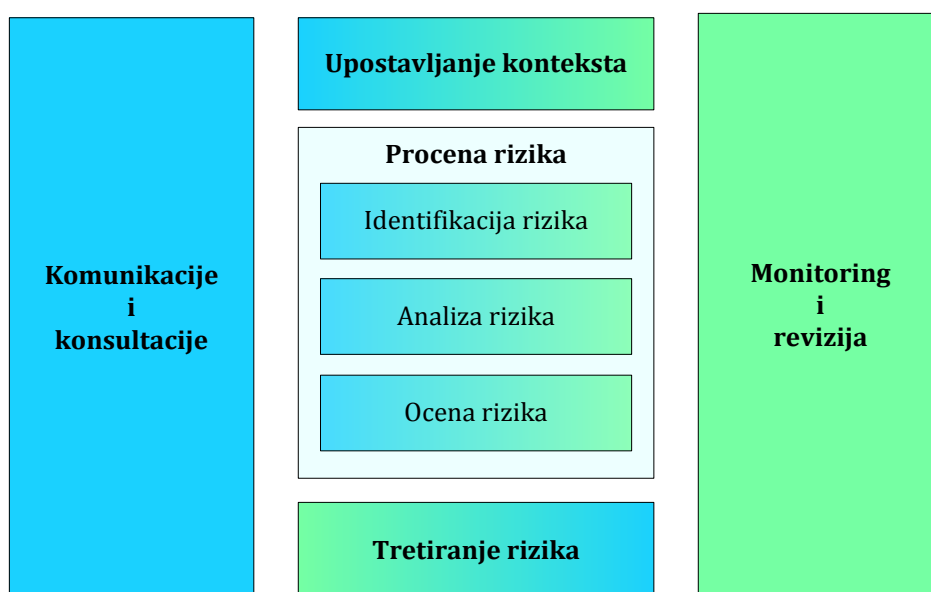 Komunikacije
i
konsultacije
Upostavljanje konteksta
Procena rizika
Identifikacija rizika
Analiza rizika
Ocena rizika
Tretiranje rizika
Monitoring
i
revizija